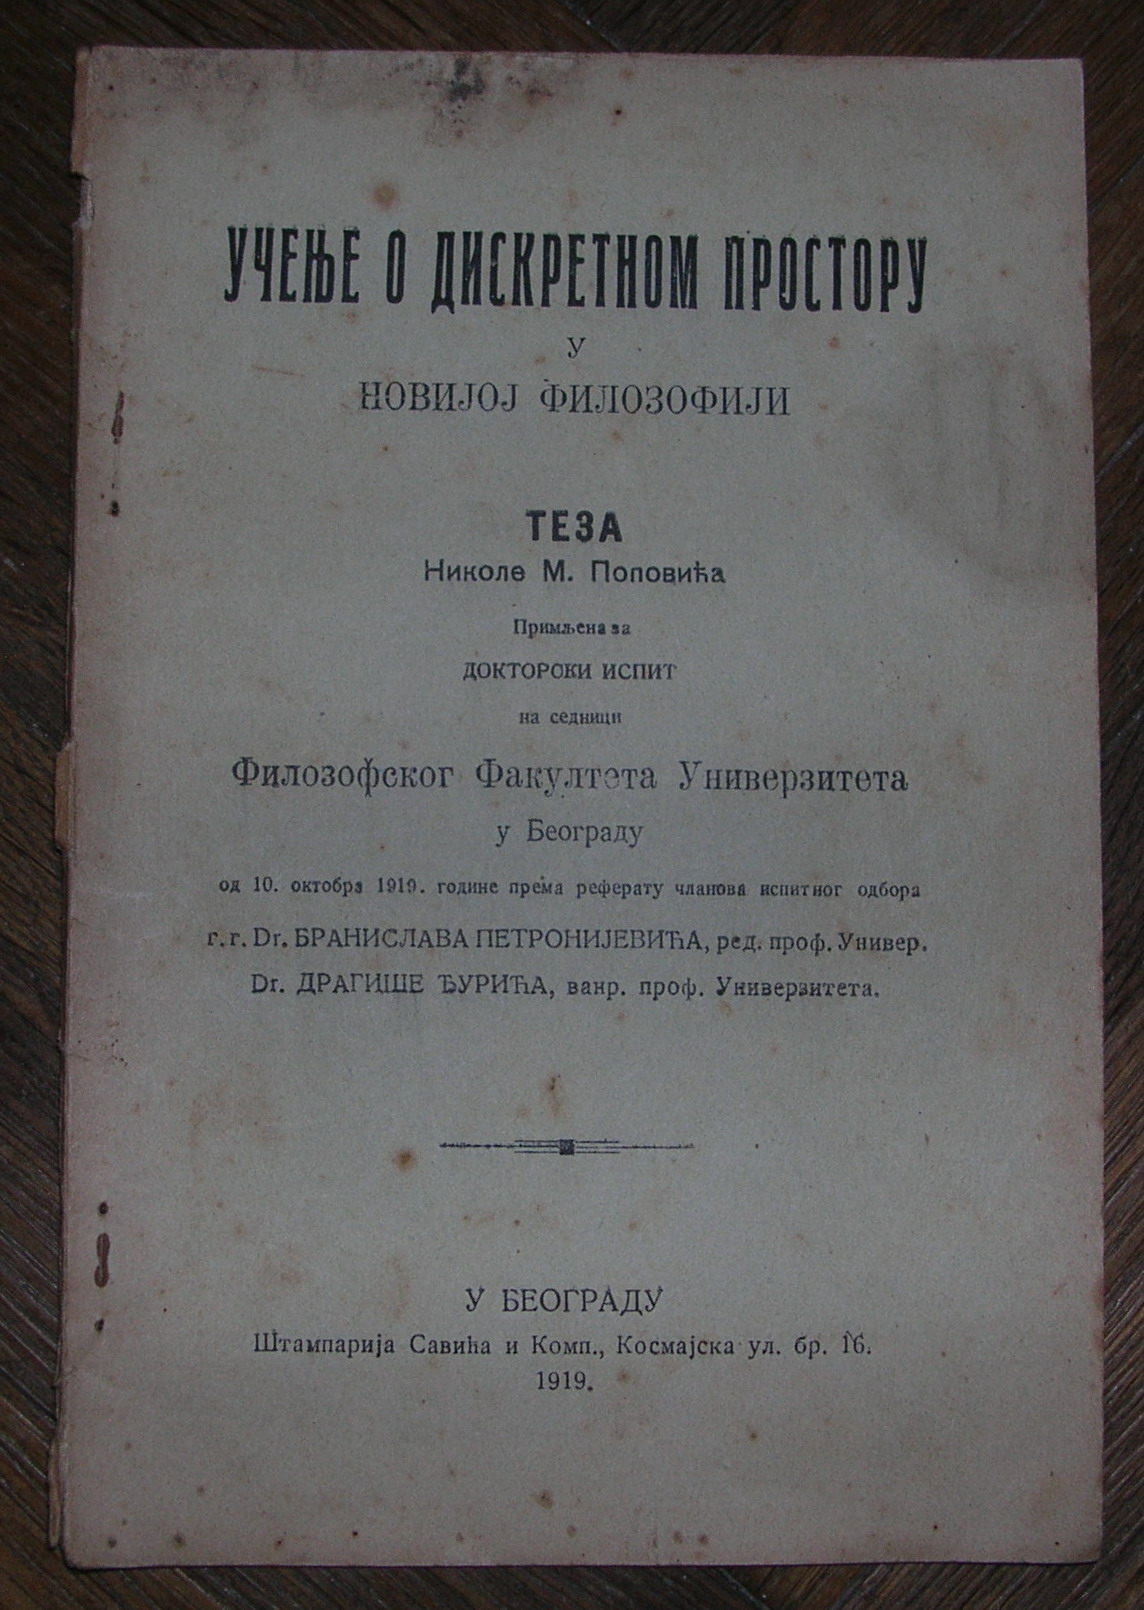 УЧЕЊЕ О ДИСКРЕТНОМ ПРОСТОРУ
У
НОВИЈОЈ ФИЛОЗОФИЈИ
ТЕЗА
Николе М. Поповића
Примљена за
ДОКТОРСКИ ИСПИТ
на седници
Филозофског Факултета Универзитета
у Београду
од 10. октобра 1919. године према реферату чланова испитног одбора
г. г. Dr. БРАНИСЛАВА ПЕТРОНИЈЕВИЋА, ред. проф. Универ.
Dr. ДРАГИШЕ ЂУРИЋА, ванр. проф. Универзитета.
У БЕОГРАДУ
Штампарија Савића и Комп., Космајска ул. бр. 16.
1919.